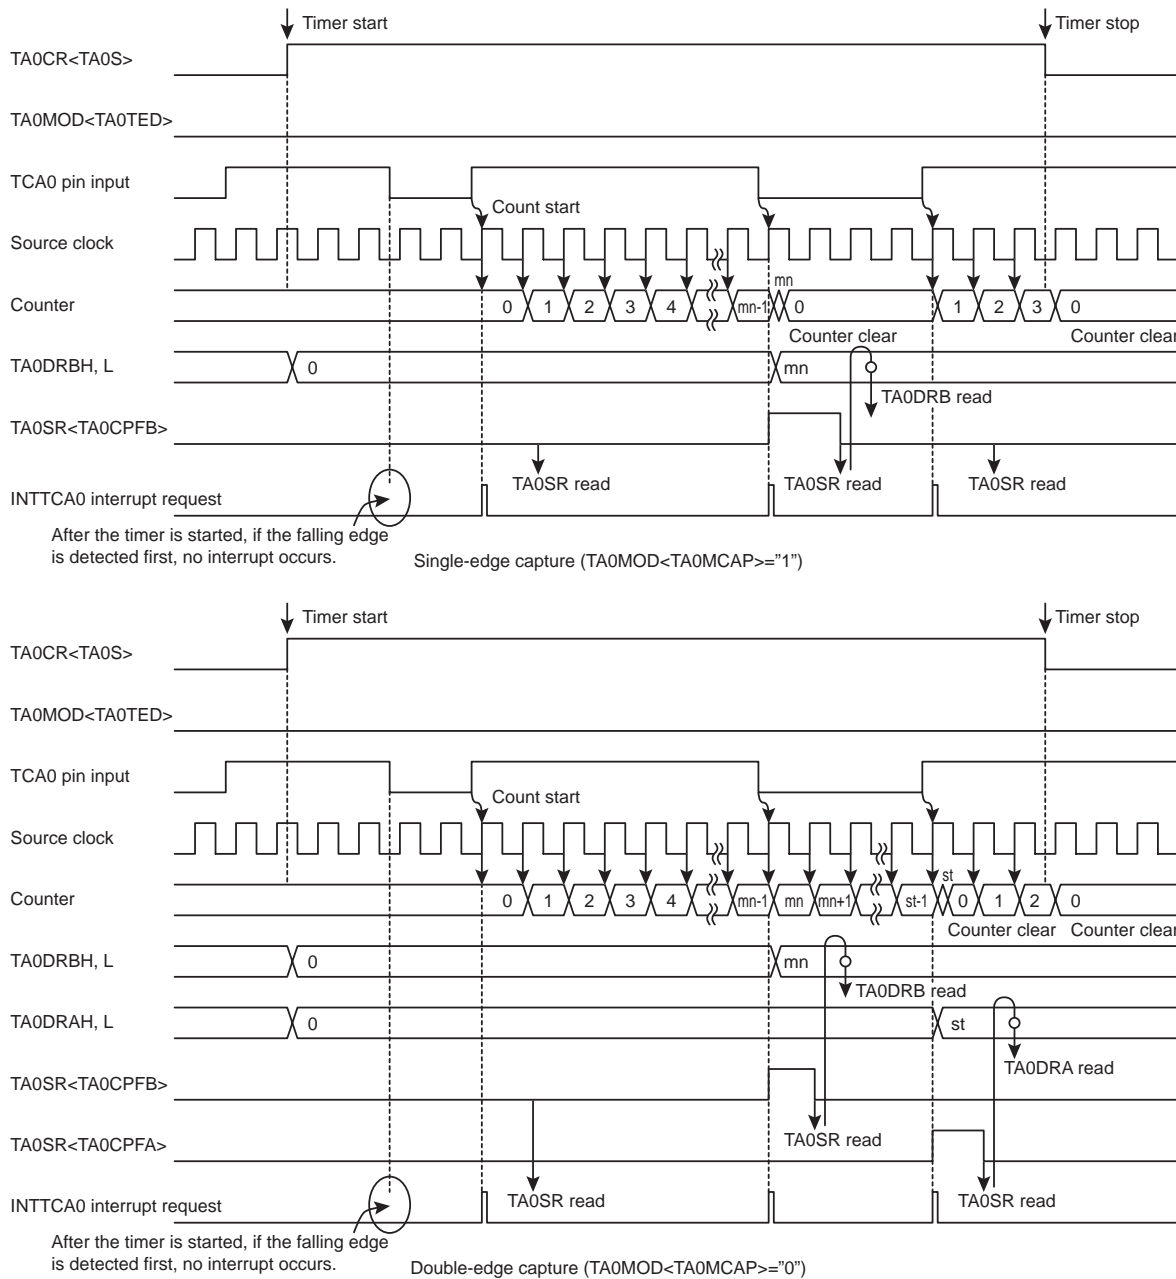 Timer start
Timer stop
TA0CR<TA0S>
TA0MOD<TA0TED>
TCA0 pin input
Count start
Source clock
mn
Counter 0 1 2 3 4 mn-1 0 1 2 3 0
Counter clear
Counter clear
TA0DRBH, L 0 mn
TA0DRB read
TA0SR<TA0CPFB>
TA0SR read
TA0SR read
TA0SR read
INTTCA0 interrupt request
After the timer is started, if the falling edge
is detected first, no interrupt occurs.
Single-edge capture (TA0MOD<TA0MCAP>="1")
Timer start
Timer stop
TA0CR<TA0S>
TA0MOD<TA0TED>
TCA0 pin input
Count start
Source clock
st
Counter 0 1 2 3 4 mn-1 mn mn+1 st-1 0 1 2 0
Counter clear
Counter clear
TA0DRBH, L 0 mn
TA0DRB read
TA0DRAH, L 0 st
TA0DRA read
TA0SR<TA0CPFB>
TA0SR read
TA0SR<TA0CPFA>
TA0SR read
TA0SR read
INTTCA0 interrupt request
After the timer is started, if the falling edge
is detected first, no interrupt occurs.
Double-edge capture (TA0MOD<TA0MCAP>="0")